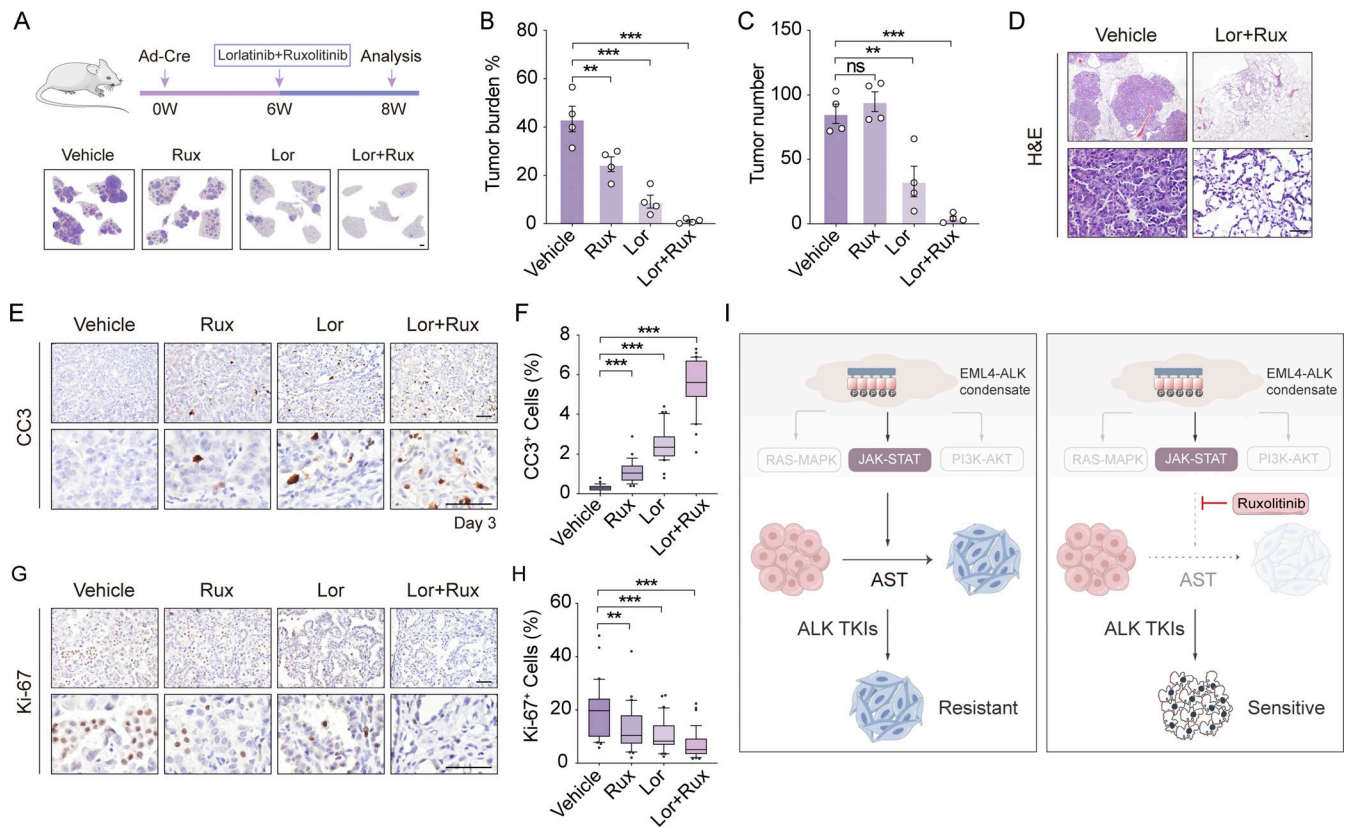 A
Ad-Cre
Lorlatinib+Ruxolitinib
Analysis
0W
6W
8W
Vehicle
Rux
Lor
Lor+Rux
B
Tumor burden %
60
40
20
0
***
***
**
Vehicle
Rux
Lor
Lor+Rux
C
Tumor number
150
100
50
0
***
**
ns
Vehicle
Rux
Lor
Lor+Rux
D
Vehicle
Lor+Rux
H&E
E
Vehicle
Rux
Lor
Lor+Rux
CC3
Day 3
F
CC3⁺ Cells (%)
8
6
4
2
0
***
***
***
Vehicle
Rux
Lor
Lor+Rux
G
Vehicle
Rux
Lor
Lor+Rux
Ki-67
H
Ki-67⁺ Cells (%)
60
40
20
0
***
***
**
Vehicle
Rux
Lor
Lor+Rux
I
EML4-ALK
condensate
P P P P P
RAS-MAPK
JAK-STAT
PI3K-AKT
AST
ALK TKIs
Resistant
EML4-ALK
condensate
P P P P P
RAS-MAPK
JAK-STAT
PI3K-AKT
Ruxolitinib
AST
ALK TKIs
Sensitive